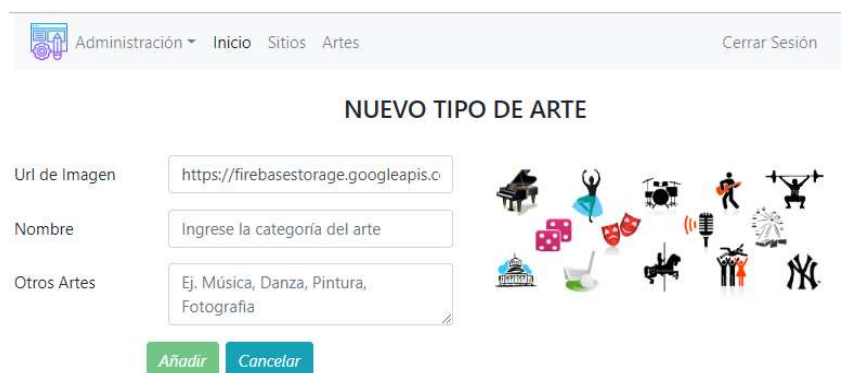 Administración Inicio Sitios Artes Cerrar Sesión
NUEVO TIPO DE ARTE
Url de Imagen https://firebasestorage.googleapis.c
Nombre Ingrese la categoría del arte
Otros Artes Ej. Música, Danza, Pintura,
Fotografia
Añadir Cancelar
NY